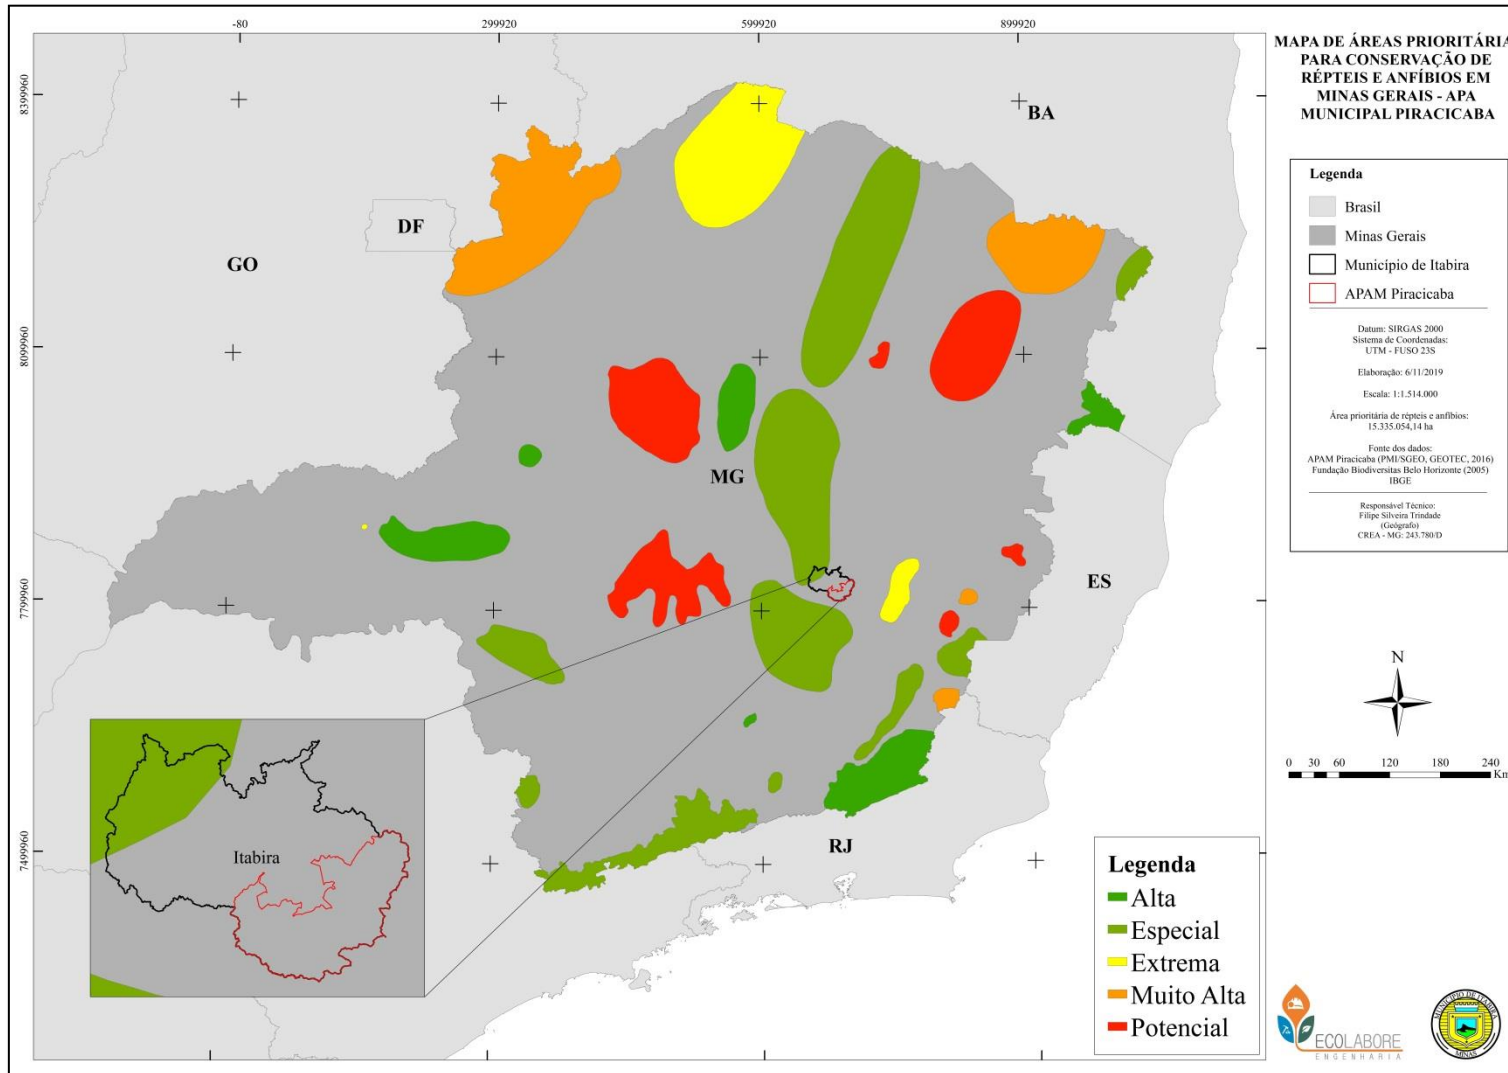 -80
299920
599920
899920
MAPA DE ÁREAS PRIORITÁRIA
PARA CONSERVAÇÃO DE
RÉPTEIS E ANFÍBIOS EM
MINAS GERAIS - APA
MUNICIPAL PIRACICABA
8399960
8099960
7799960
7499960
BA
DF
GO
MG
ES
RJ
Itabira
Legenda
Brasil
Minas Gerais
Município de Itabira
APAM Piracicaba
Datum: SIRGAS 2000
Sistema de Coordenadas:
UTM - FUSO 23S
Elaboração: 6/11/2019
Escala: 1:1.514.000
Área prioritária de répteis e anfíbios:
15.335.054,14 ha
Fonte dos dados:
APAM Piracicaba (PMI/SGEO, GEOTEC, 2016)
Fundação Biodiversitas Belo Horizonte (2005)
IBGE
Responsável Técnico:
Filipe Silveira Trindade
(Geógrafo)
CREA - MG: 243.780/D
N
0 30 60 120 180 240
Km
Legenda
Alta
Especial
Extrema
Muito Alta
Potencial
ECOLABORE
ENGENHARIA
MUNICÍPIO DE ITABIRA
MINAS